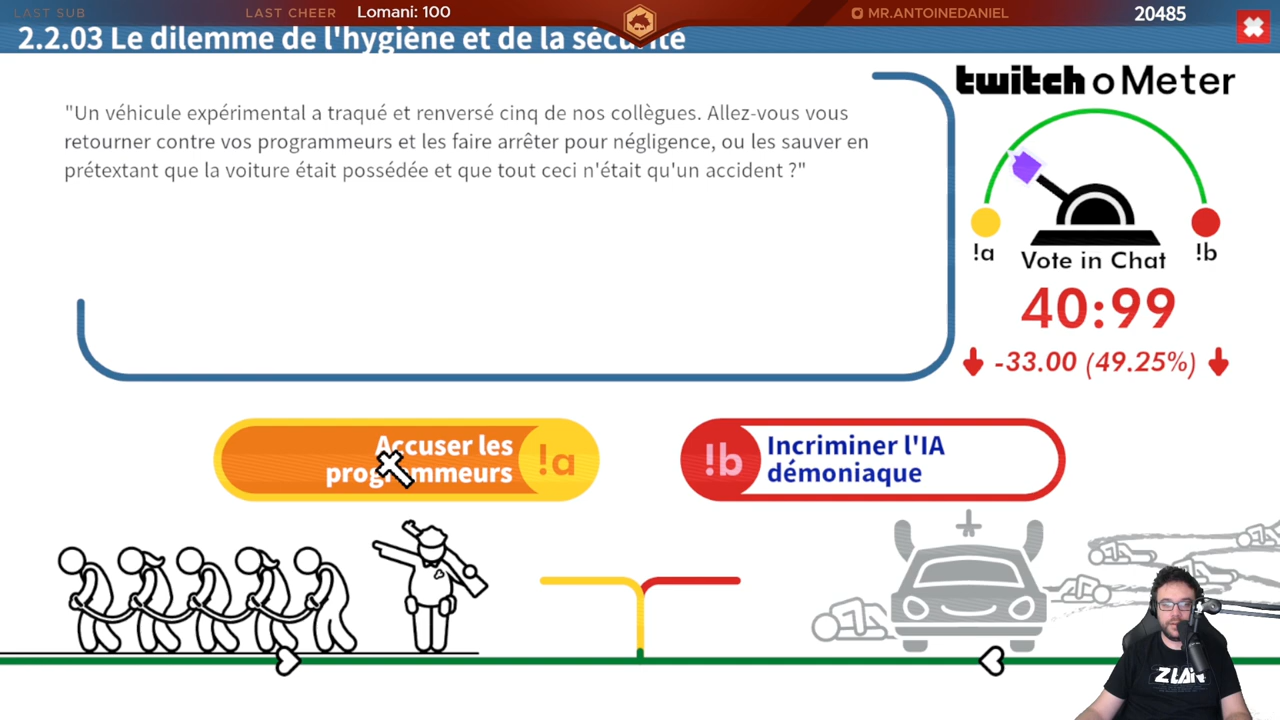 LAST SUB
LAST CHEER Lomani: 100
MR.ANTOINEDANIEL
20485
2.2.03 Le dilemme de l'hygiène et de la sécurité
"Un véhicule expérimental a traqué et renversé cinq de nos collègues. Allez-vous vous
retourner contre vos programmeurs et les faire arrêter pour négligence, ou les sauver en
prétextant que la voiture était possédée et que tout ceci n'était qu'un accident ?"
twitch o Meter
!a
Vote in Chat
!b
40:99
-33.00 (49.25%)
Accuser les
programmeurs
!a
!b
Incriminer l'IA
démoniaque
ZLAN